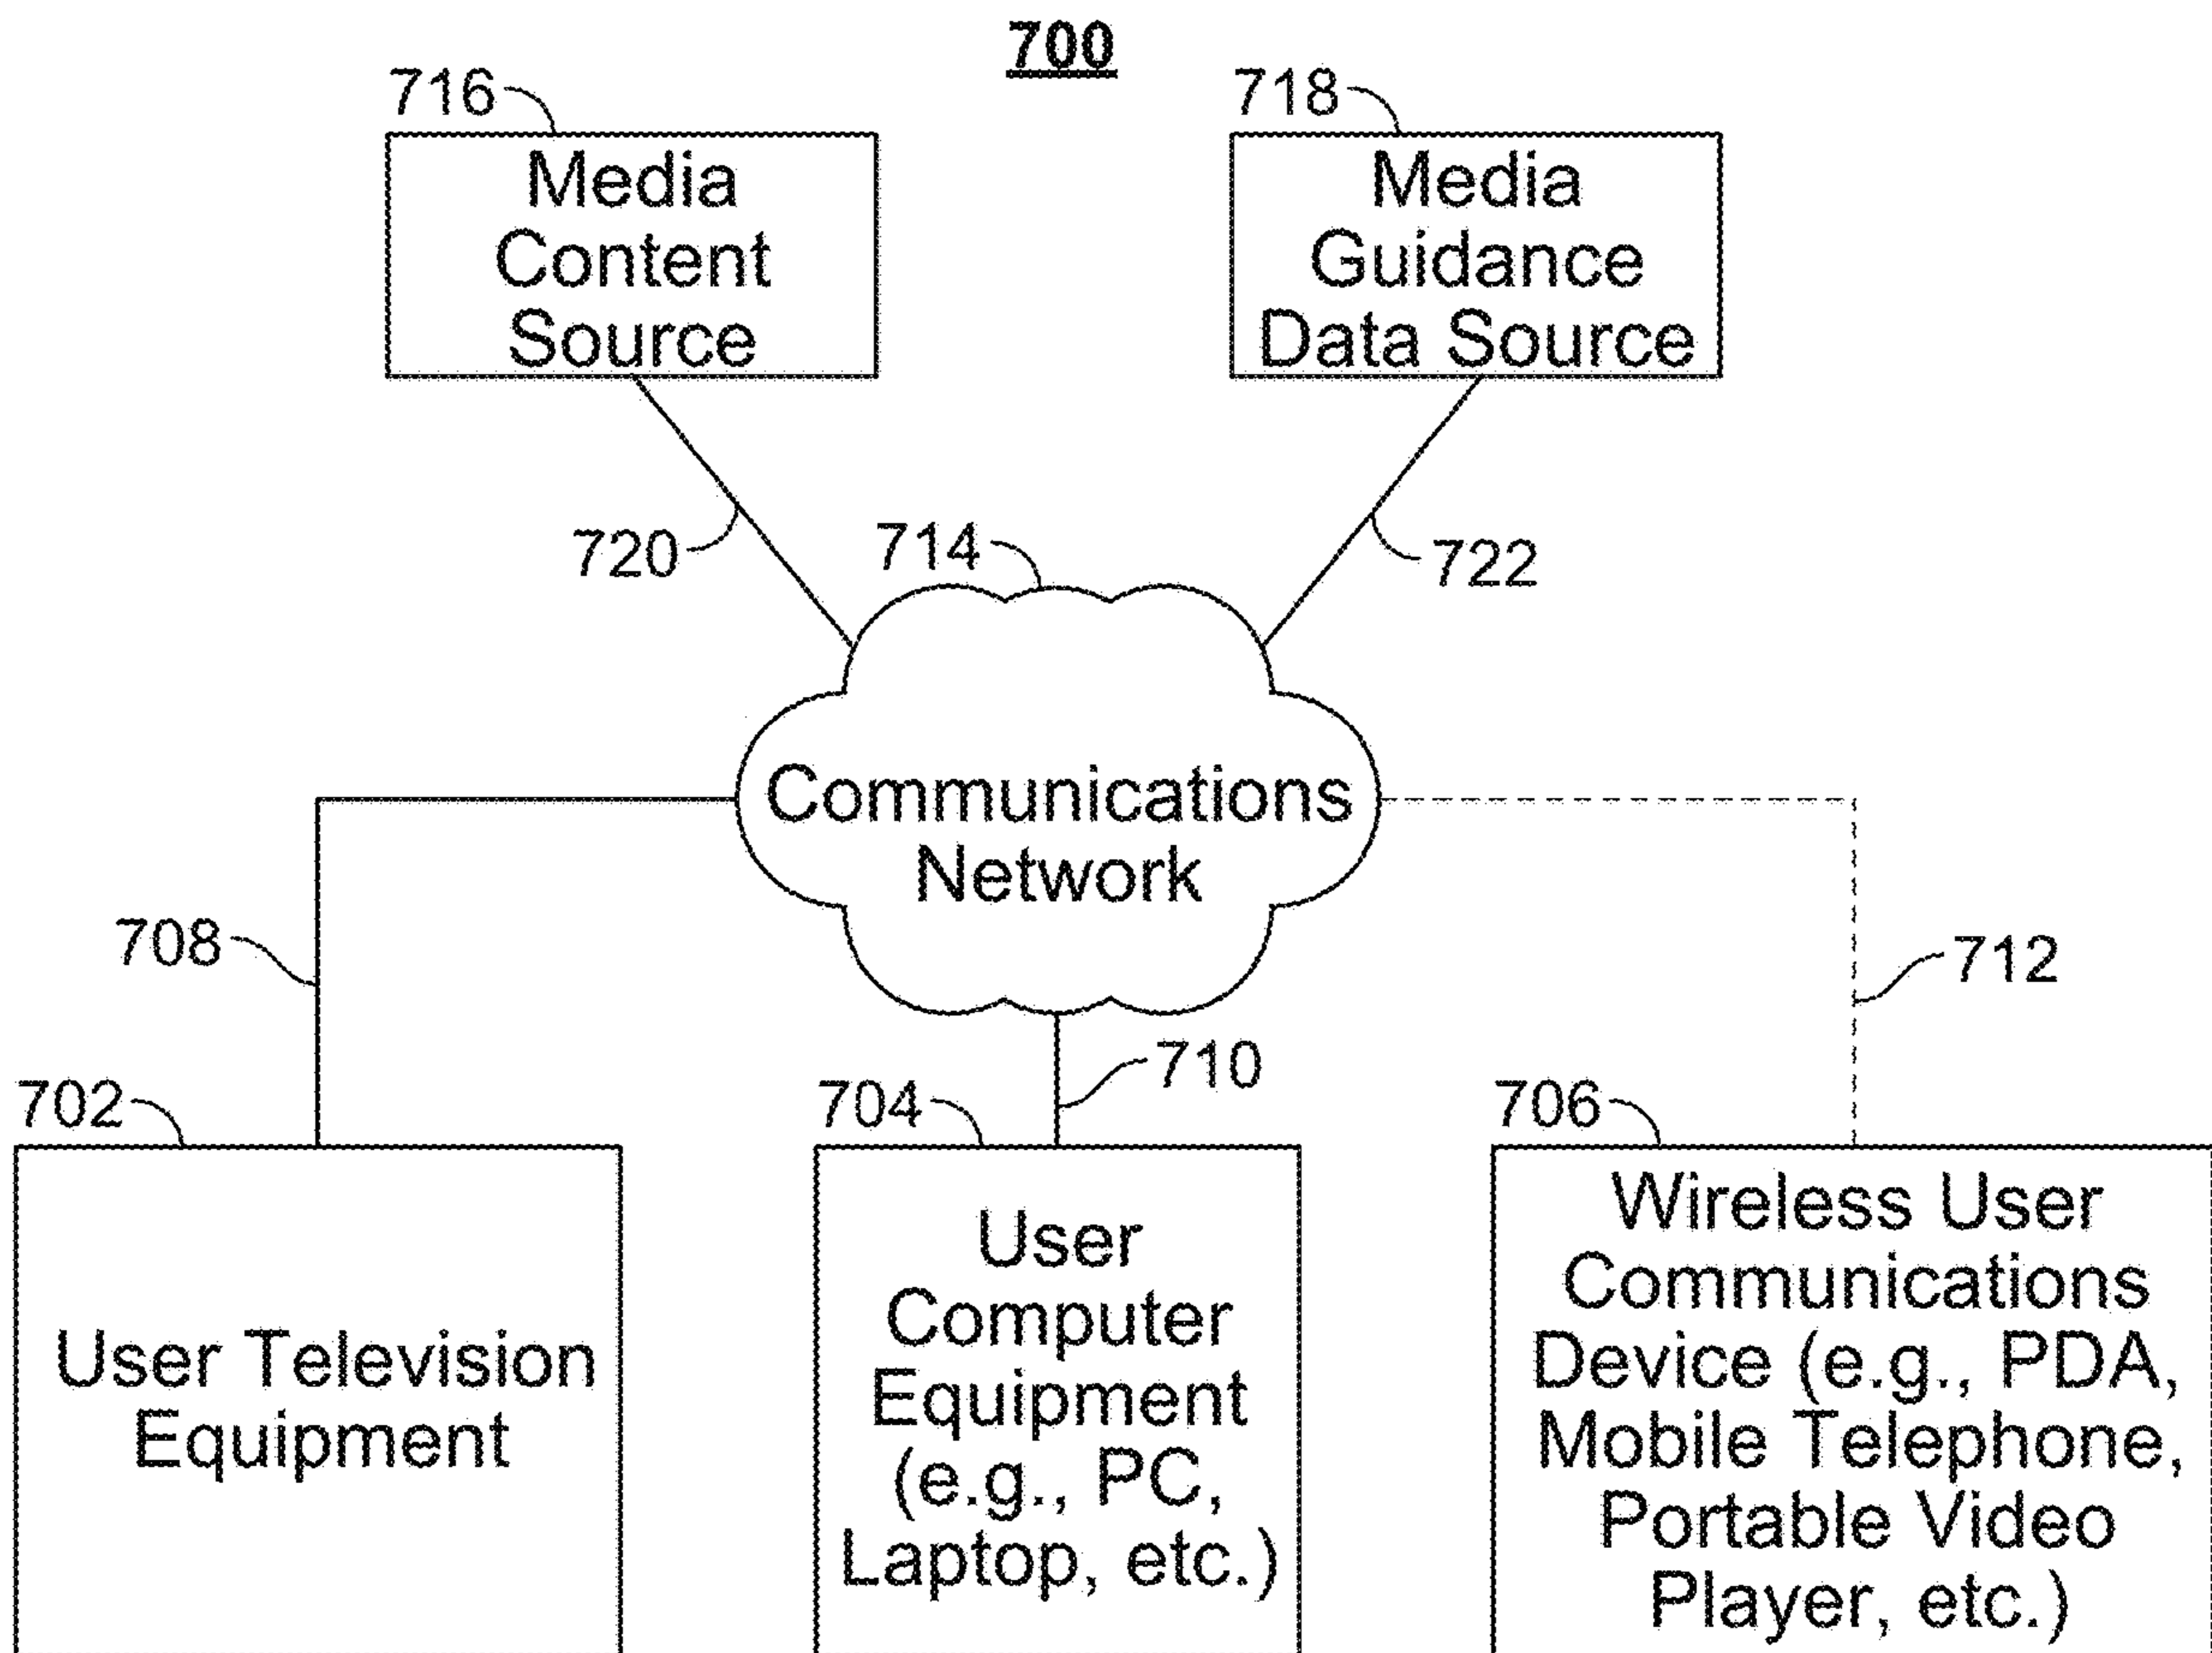 700
716
718
Media
Content
Source
Media
Guidance
Data Source
720
714
722
Communications
Network
708
712
710
702
704
706
User Television
Equipment
User
Computer
Equipment
(e.g., PC,
Laptop, etc.)
Wireless User
Communications
Device (e.g., PDA,
Mobile Telephone,
Portable Video
Player, etc.)